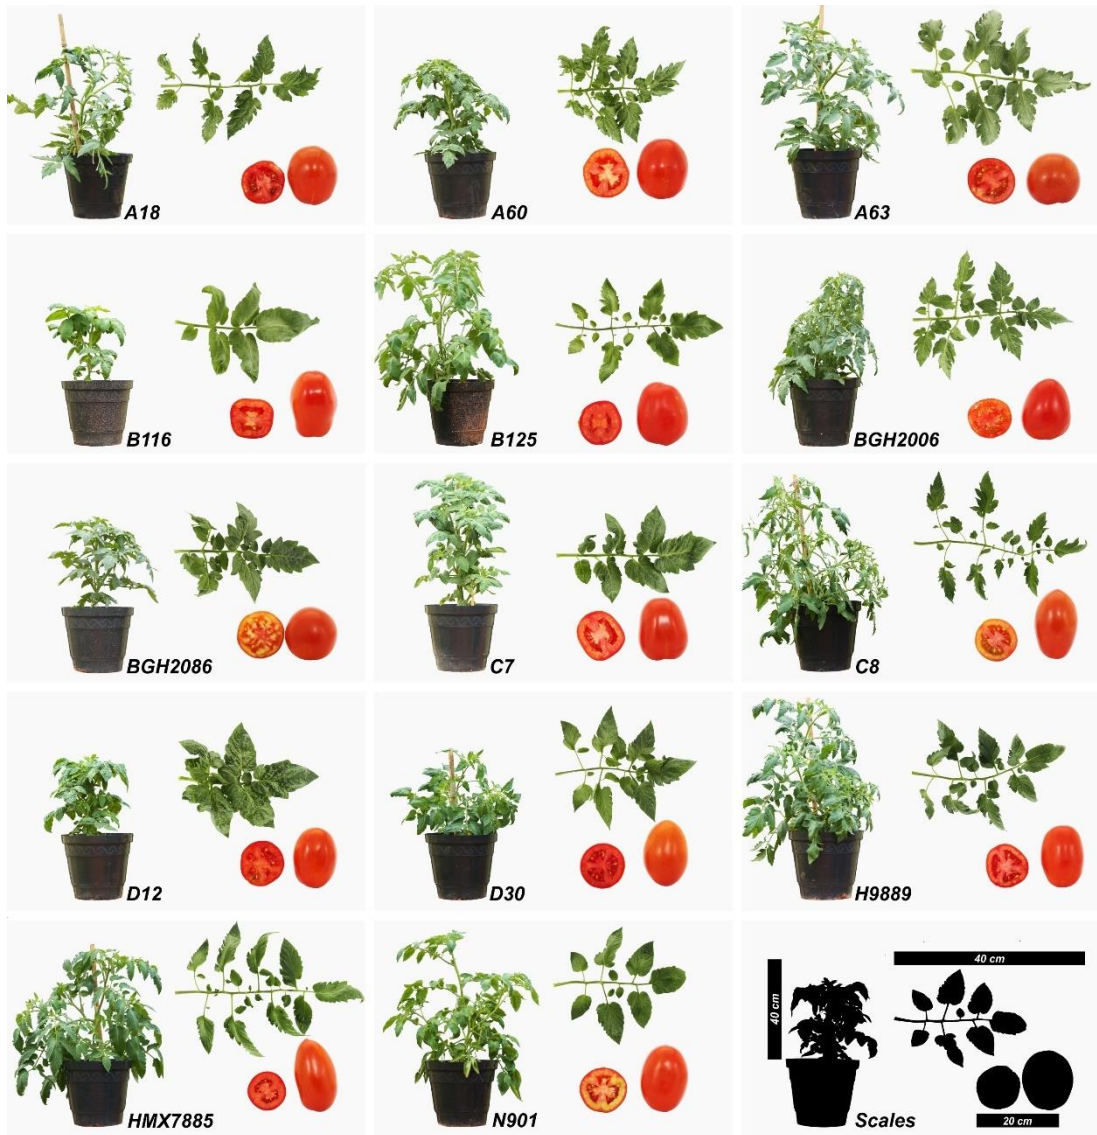 A18
A60
A63
B116
B125
BGH2006
BGH2086
C7
C8
D12
D30
H9889
40 cm
40 cm
HMX7885
N901
Scales
20 cm